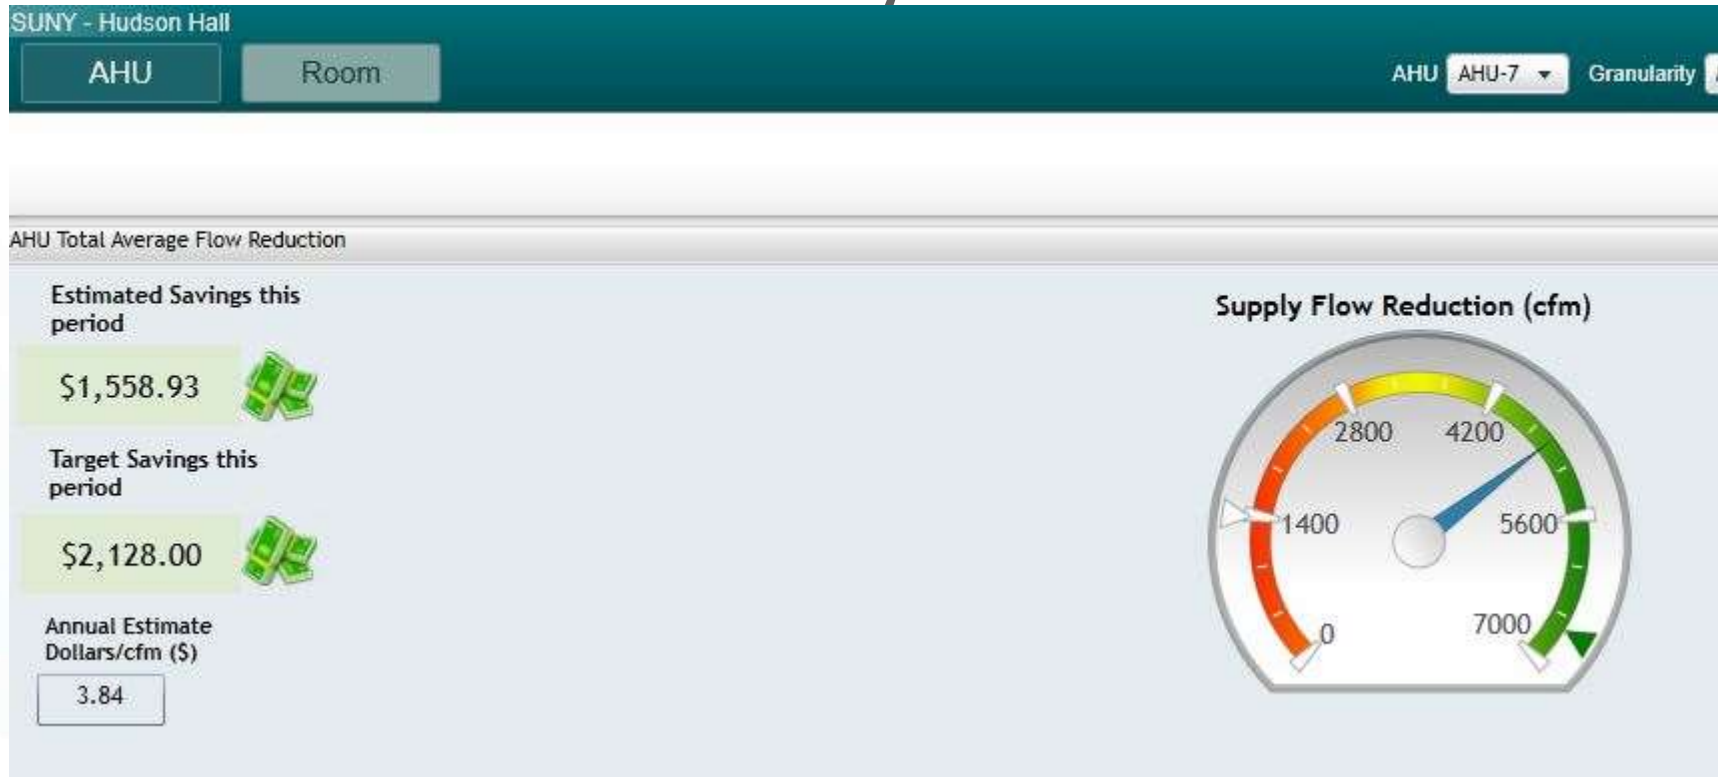 SUNY - Hudson Hall
AHU Room AHU AHU-7 Granularity
AHU Total Average Flow Reduction
Estimated Savings this
period
$1,558.93
Target Savings this
period
$2,128.00
Annual Estimate
Dollars/cfm ($)
3.84
Supply Flow Reduction (cfm)
2800 4200
1400 5600
0 7000